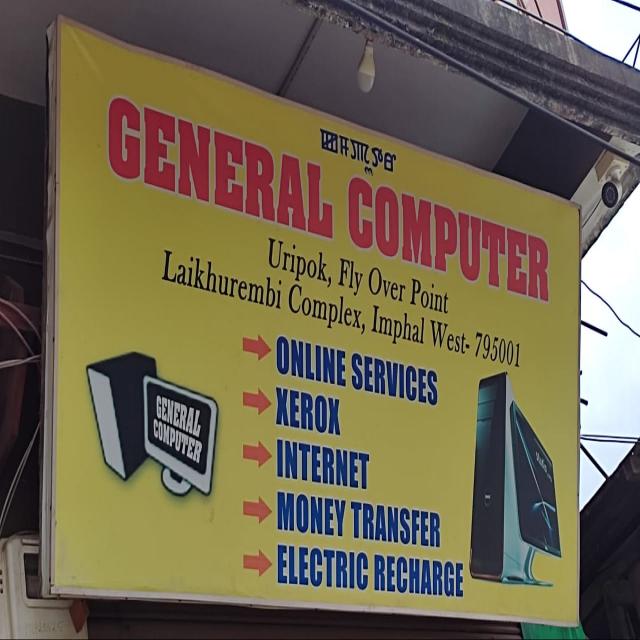 GENERAL COMPUTER
Uripok, Fly Over Point
Laikhurembi Complex, Imphal West- 795001
ONLINE SERVICES
XEROX
INTERNET
MONEY TRANSFER
ELECTRIC RECHARGE
GENERAL
COMPUTER